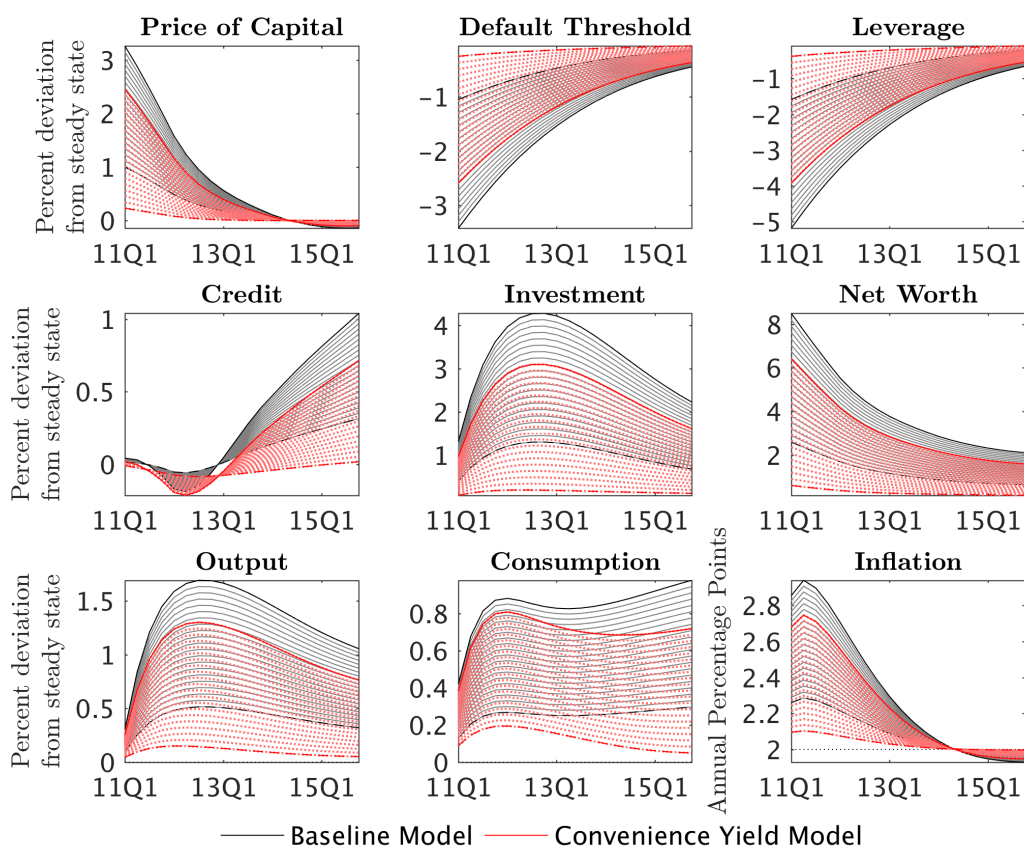 Price of Capital
Default Threshold
Leverage
Percent deviation
from steady state
3
2
1
0
11Q1 13Q1 15Q1
-1
-2
-3
11Q1 13Q1 15Q1
-1
-2
-3
-4
-5
11Q1 13Q1 15Q1
Credit
Investment
Net Worth
Percent deviation
from steady state
1
0.5
0
11Q1 13Q1 15Q1
4
3
2
1
11Q1 13Q1 15Q1
8
6
4
2
11Q1 13Q1 15Q1
Output
Consumption
Inflation
Percent deviation
from steady state
1.5
1
0.5
0
11Q1 13Q1 15Q1
0.8
0.6
0.4
0.2
0
11Q1 13Q1 15Q1
Annual Percentage Points
2.8
2.6
2.4
2.2
2
11Q1 13Q1 15Q1
Baseline Model
Convenience Yield Model